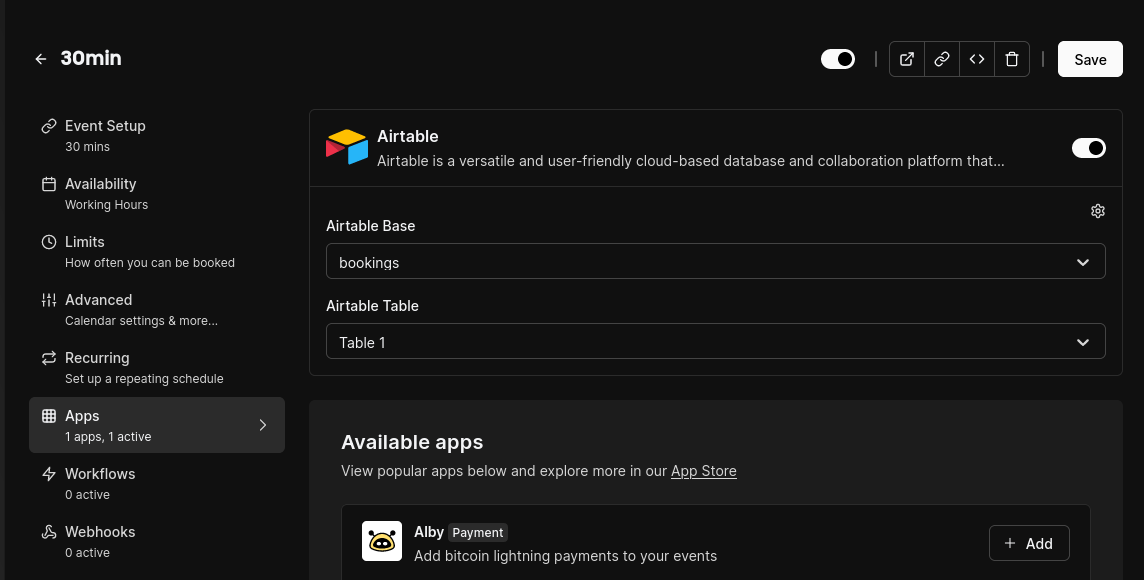 30min
Save
Event Setup
30 mins
Availability
Working Hours
Limits
How often you can be booked
Advanced
Calendar settings & more...
Recurring
Set up a repeating schedule
Apps
1 apps, 1 active
Workflows
0 active
Webhooks
0 active
Airtable
Airtable is a versatile and user-friendly cloud-based database and collaboration platform that...
Airtable Base
bookings
Airtable Table
Table 1
Available apps
View popular apps below and explore more in our App Store
Alby Payment
Add bitcoin lightning payments to your events
Add